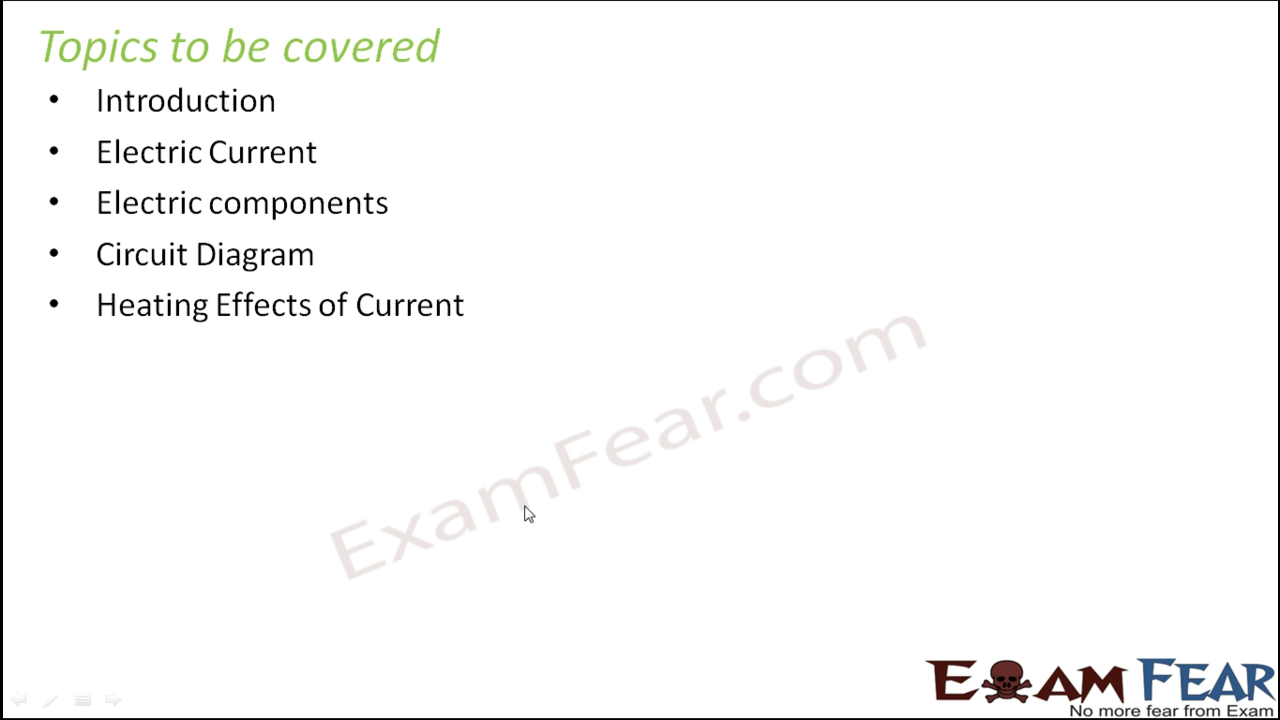 Topics to be covered
• Introduction
• Electric Current
• Electric components
• Circuit Diagram
• Heating Effects of Current
ExamFear.com
EXAM FEAR
No more fear from Exam